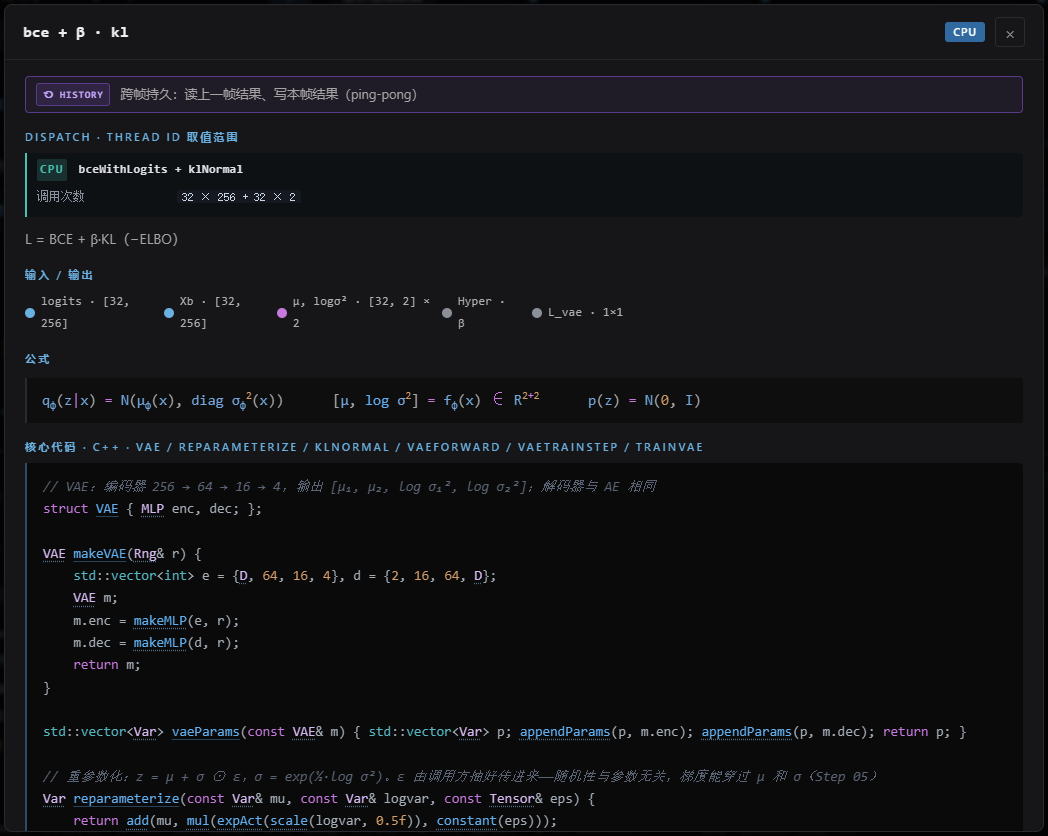 bce + β · kl
CPU
×
HISTORY 跨帧持久：读上一帧结果、写本帧结果（ping-pong）
DISPATCH · THREAD ID 取值范围
CPU bceWithLogits + klNormal
调用次数 32 × 256 + 32 × 2
L = BCE + β·KL（−ELBO）
输入 / 输出
logits · [32, 256]
Xb · [32, 256]
μ, logσ² · [32, 2] × 2
Hyper · β
L_vae · 1×1
公式
qϕ(z|x) = N(μϕ(x), diag σϕ²(x)) [μ, log σ²] = fϕ(x) ∈ R²⁺² p(z) = N(0, I)
核心代码 · C++ · VAE / REPARAMETERIZE / KLNORMAL / VAEFORWARD / VAETRAINSTEP / TRAINVAE
// VAE：编码器 256 → 64 → 16 → 4，输出 [μ₁, μ₂, log σ₁², log σ₂²]；解码器与 AE 相同
struct VAE { MLP enc, dec; };
VAE makeVAE(Rng& r) {
std::vector<int> e = {D, 64, 16, 4}, d = {2, 16, 64, D};
VAE m;
m.enc = makeMLP(e, r);
m.dec = makeMLP(d, r);
return m;
}
std::vector<Var> vaeParams(const VAE& m) { std::vector<Var> p; appendParams(p, m.enc); appendParams(p, m.dec); return p; }
// 重参数化：z = μ + σ ⊙ ε，σ = exp(½·log σ²)。ε 由调用方抽好传进来——随机性与参数无关，梯度能穿过 μ 和 σ（Step 05）
Var reparameterize(const Var& mu, const Var& logvar, const Tensor& eps) {
return add(mu, mul(expAct(scale(logvar, 0.5f)), constant(eps)));